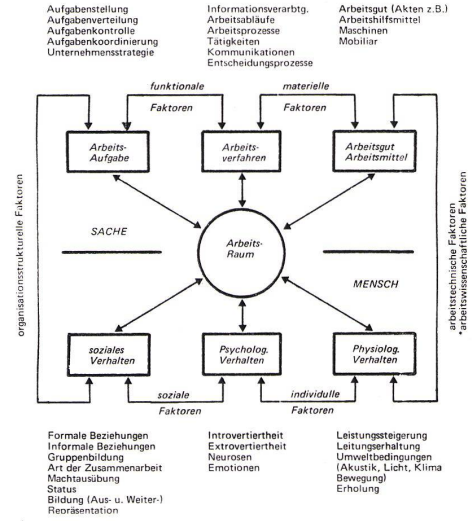 Aufgabenstellung
Aufgabenverteilung
Aufgabenkontrolle
Aufgabenkoordinierung
Unternehmensstrategie
Informationsverarbtg.
Arbeitsabläufe
Arbeitsprozesse
Tätigkeiten
Kommunikationen
Entscheidungsprozesse
Arbeitsgut (Akten z.B.)
Arbeitshilfsmittel
Maschinen
Mobiliar
funktionale
Faktoren
materielle
Faktoren
Arbeits-
Aufgabe
Arbeits-
verfahren
Arbeitsgut
Arbeitsmittel
organisationsstrukturelle Faktoren
SACHE
Arbeits-
Raum
MENSCH
arbeitstechnische Faktoren
*arbeitswissenschaftliche Faktoren
soziales
Verhalten
Psycholog.
Verhalten
Physiolog.
Verhalten
soziale
Faktoren
individulle
Faktoren
Formale Beziehungen
Informale Beziehungen
Gruppenbildung
Art der Zusammenarbeit
Machtausübung
Status
Bildung (Aus- u. Weiter-)
Repräsentation
Introvertiertheit
Extrovertiertheit
Neurosen
Emotionen
Leistungssteigerung
Leitungserhaltung
Umweltbedingungen
(Akustik, Licht, Klima
Bewegung)
Erholung